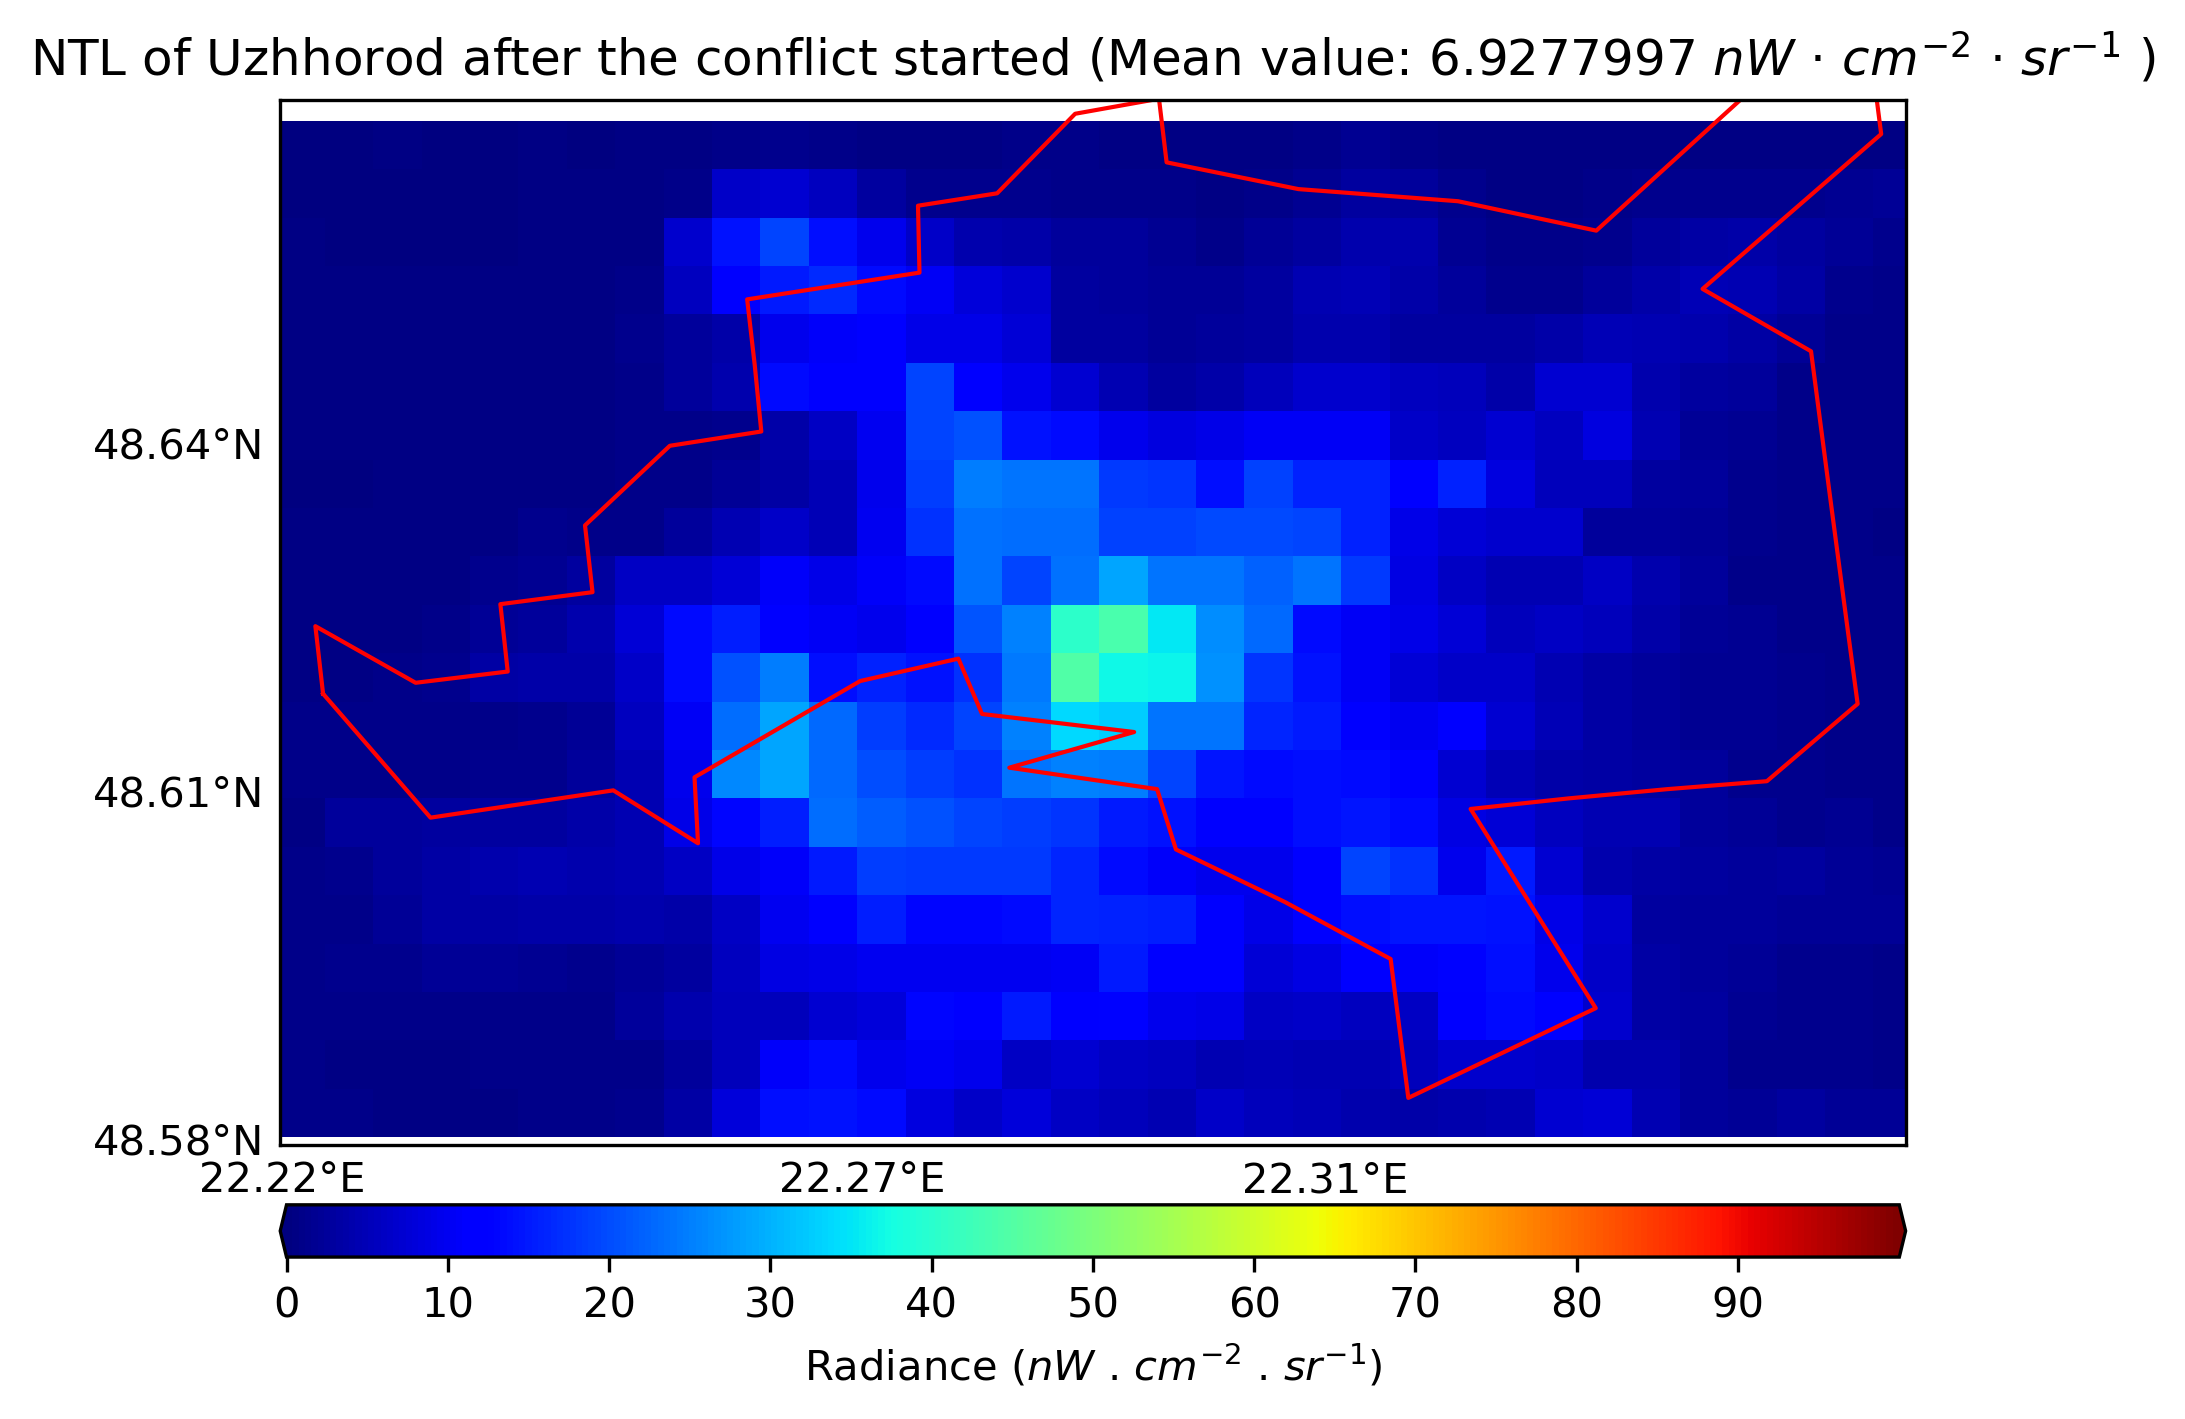 NTL of Uzhhorod after the conflict started (Mean value: 6.9277997 nW · cm⁻² · sr⁻¹ )
48.64°N
48.61°N
48.58°N
22.22°E 22.27°E 22.31°E
0 10 20 30 40 50 60 70 80 90
Radiance (nW . cm⁻² . sr⁻¹)